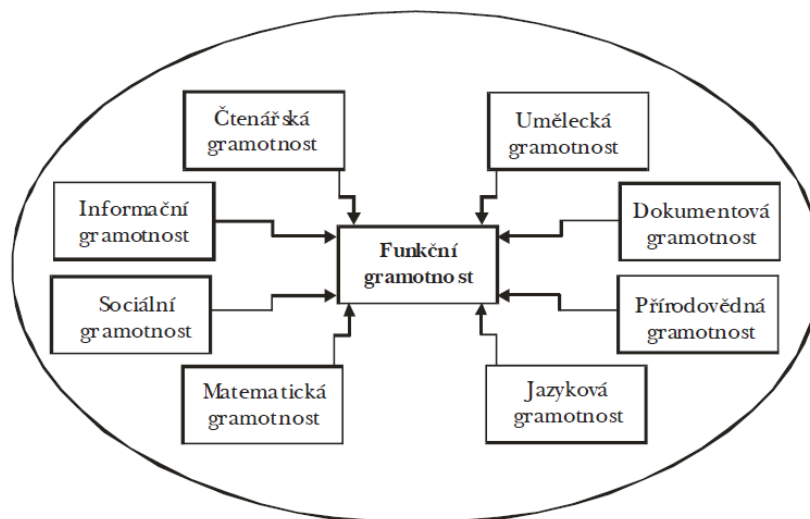 Čtenářská
gramotnost
Umělecká
gramotnost
Informační
gramotnost
Dokumentová
gramotnost
Funkční
gramotnost
Sociální
gramotnost
Přírodovědná
gramotnost
Matematická
gramotnost
Jazyková
gramotnost